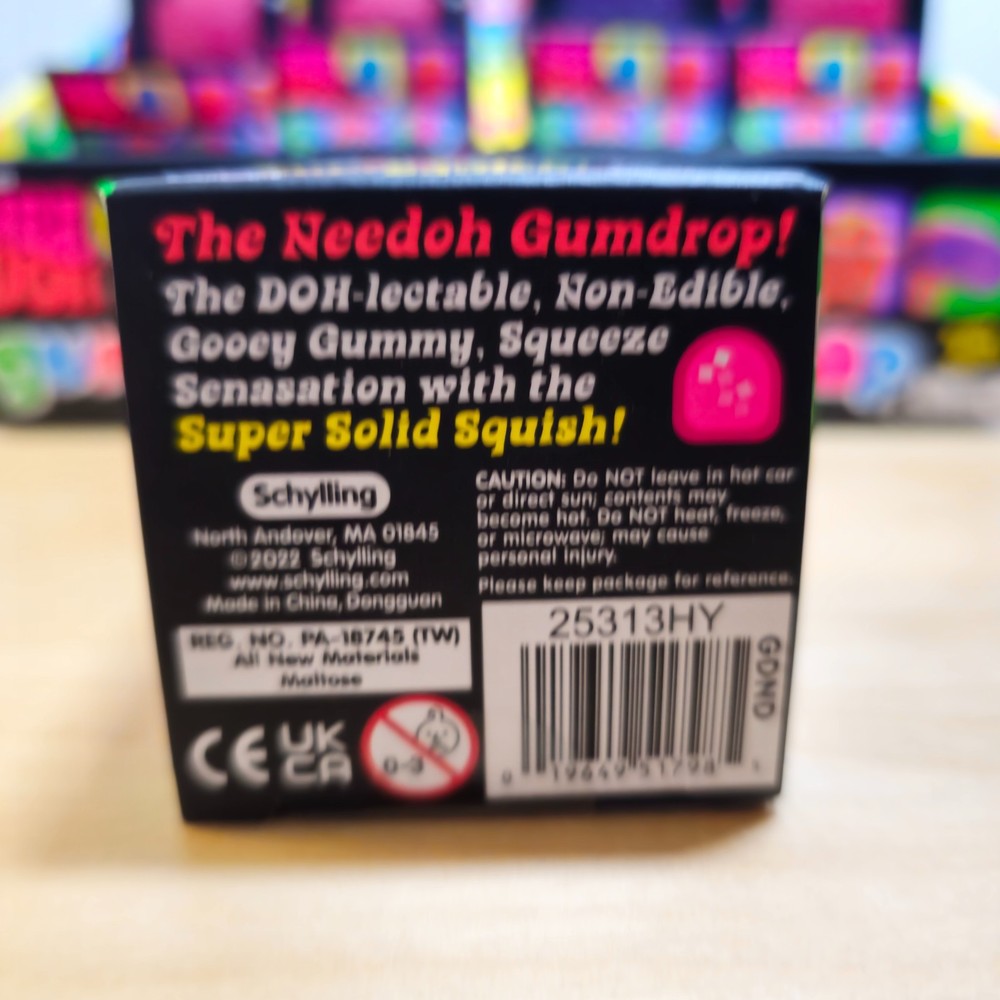 The Needoh Gumdrop!
The DOH-lectable, Non-Edible,
Gooey Gummy, Squeeze
Senasation with the
Super Solid Squish!
Schylling
North Andover, MA 01845
©2022 Schylling
www.schylling.com
Made in China, Dongguan
REG. NO. PA-18745 (TW)
All New Materials
Maltose
CE UK
CA
0-3
CAUTION: Do NOT leave in hot car
or direct sun; contents may
become hot. Do NOT heat, freeze,
or microwave; may cause
personal injury.
Please keep package for reference.
25313HY
GDND
0 19649 51794 1